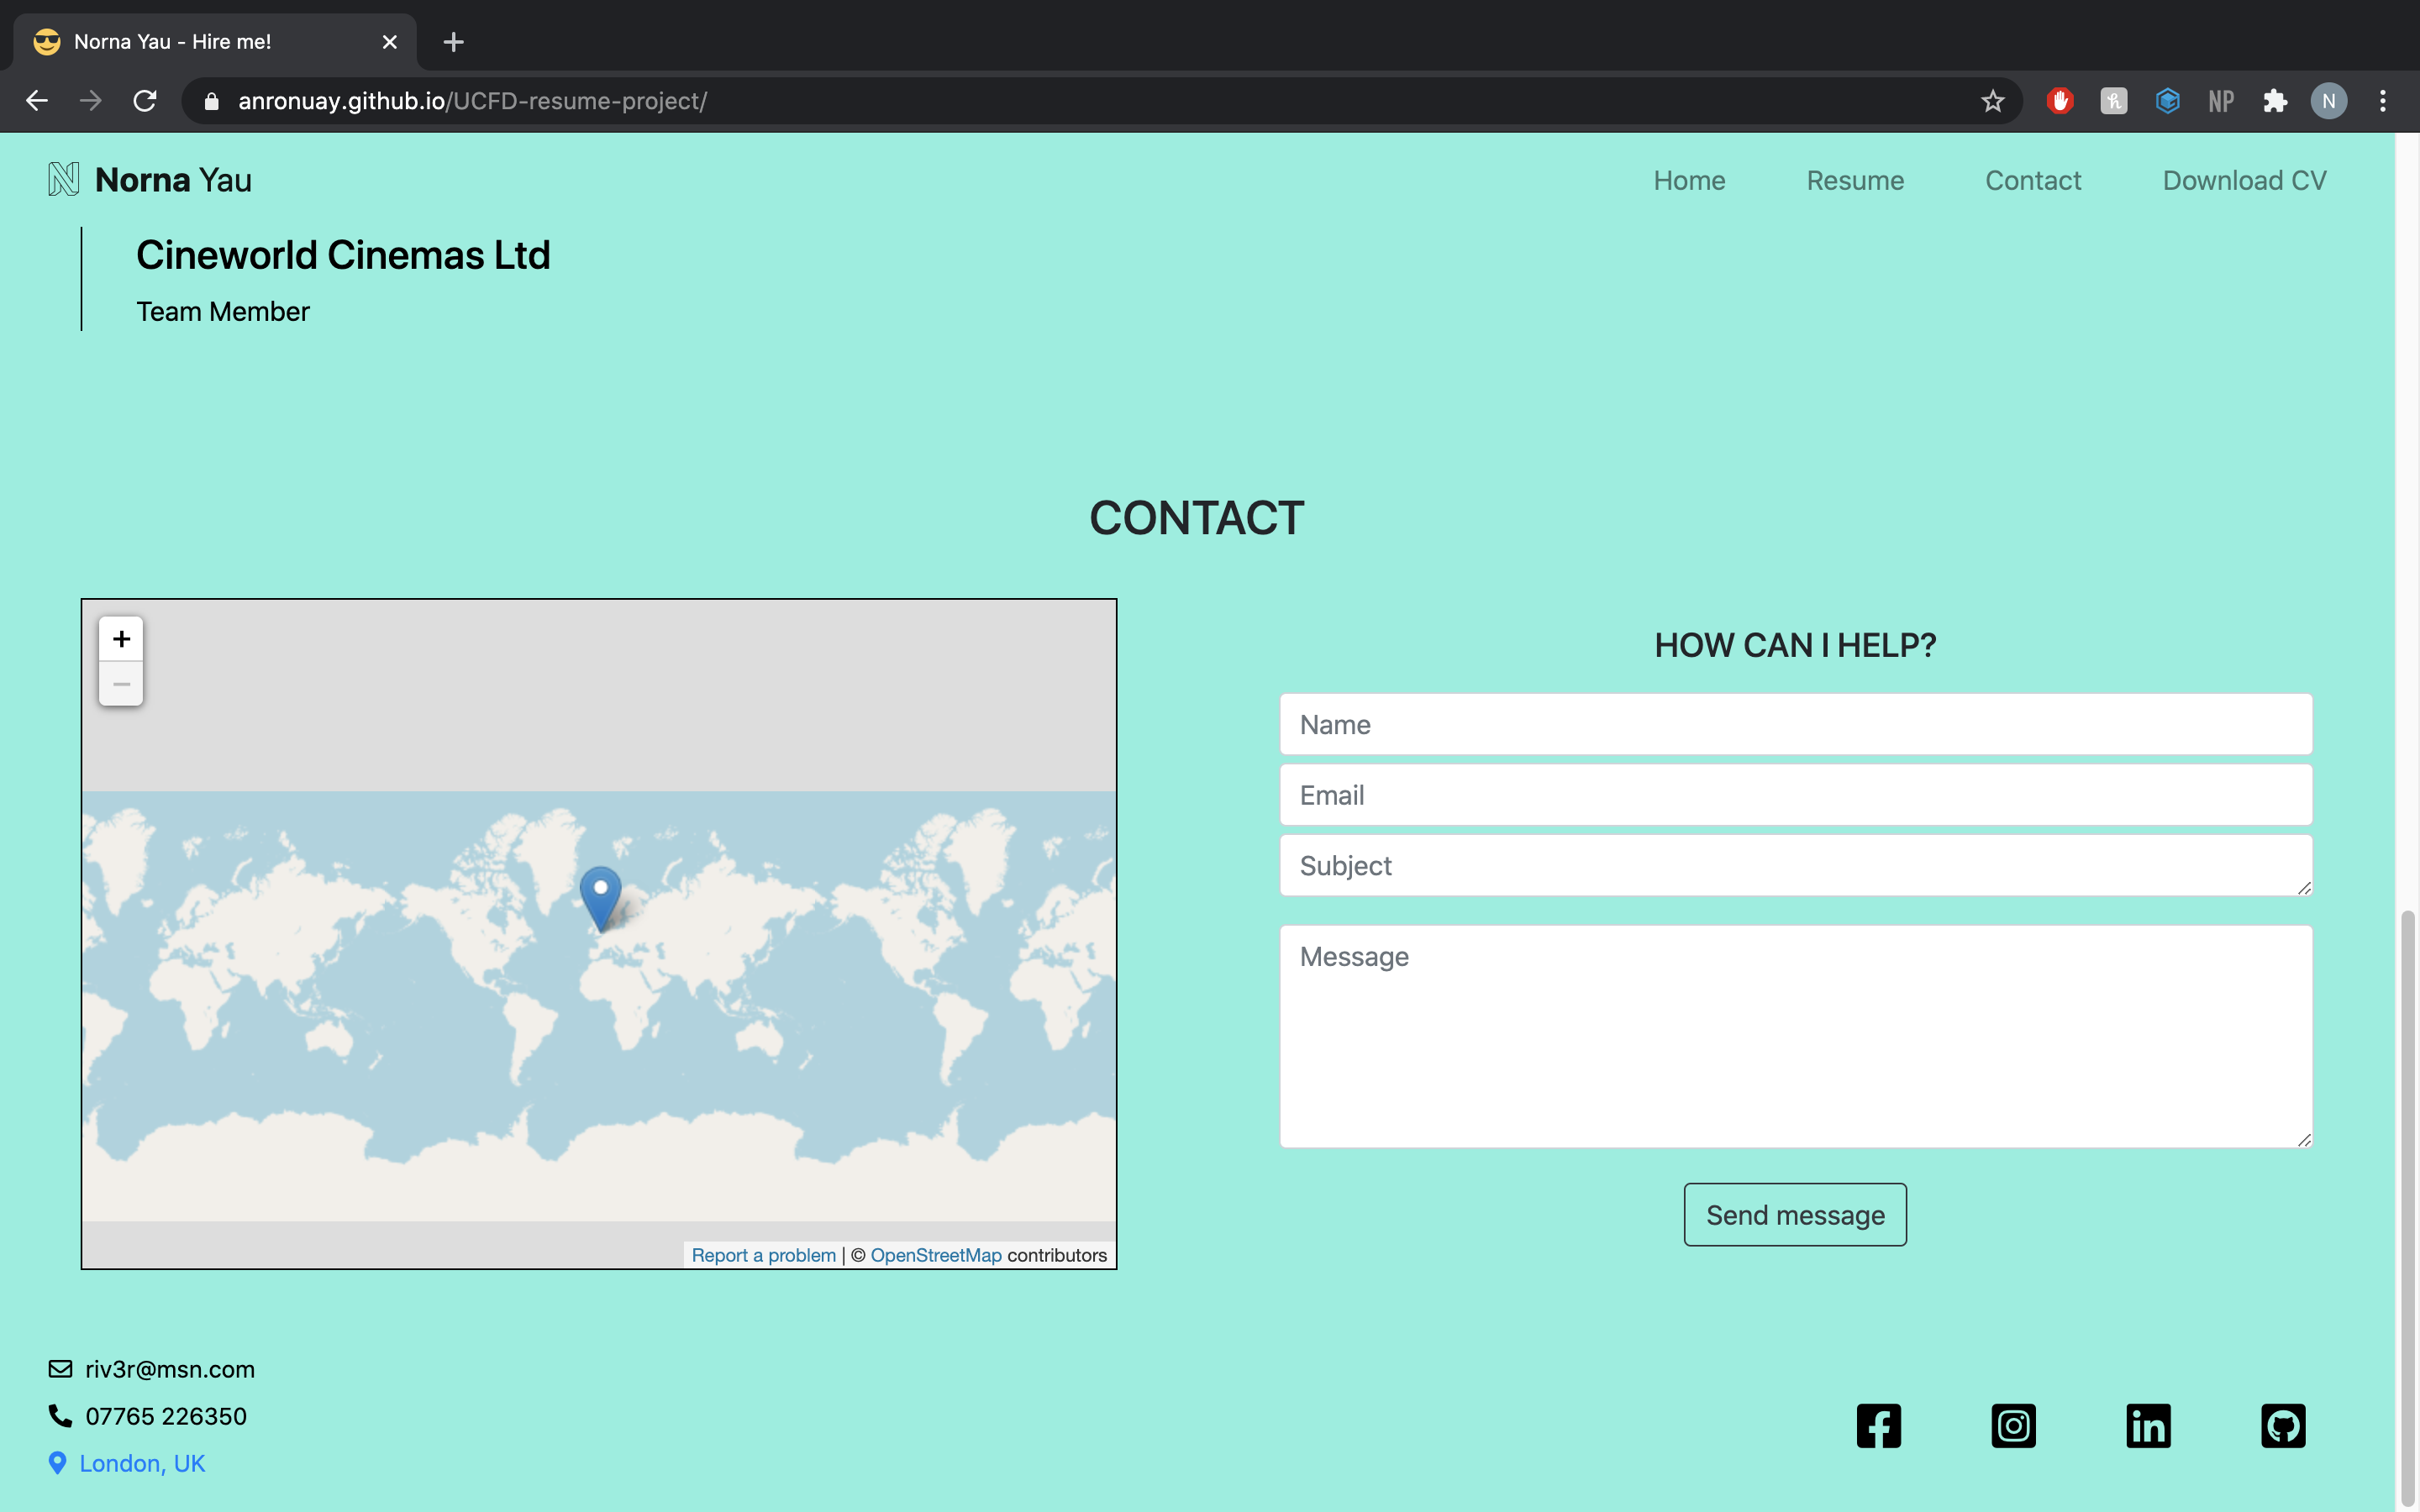 Norna Yau - Hire me!
anronuay.github.io/UCFD-resume-project/
NP
N
N Norna Yau
Home Resume Contact Download CV
Cineworld Cinemas Ltd
Team Member
CONTACT
+
−
Report a problem | © OpenStreetMap contributors
HOW CAN I HELP?
Name
Email
Subject
Message
Send message
riv3r@msn.com
07765 226350
London, UK